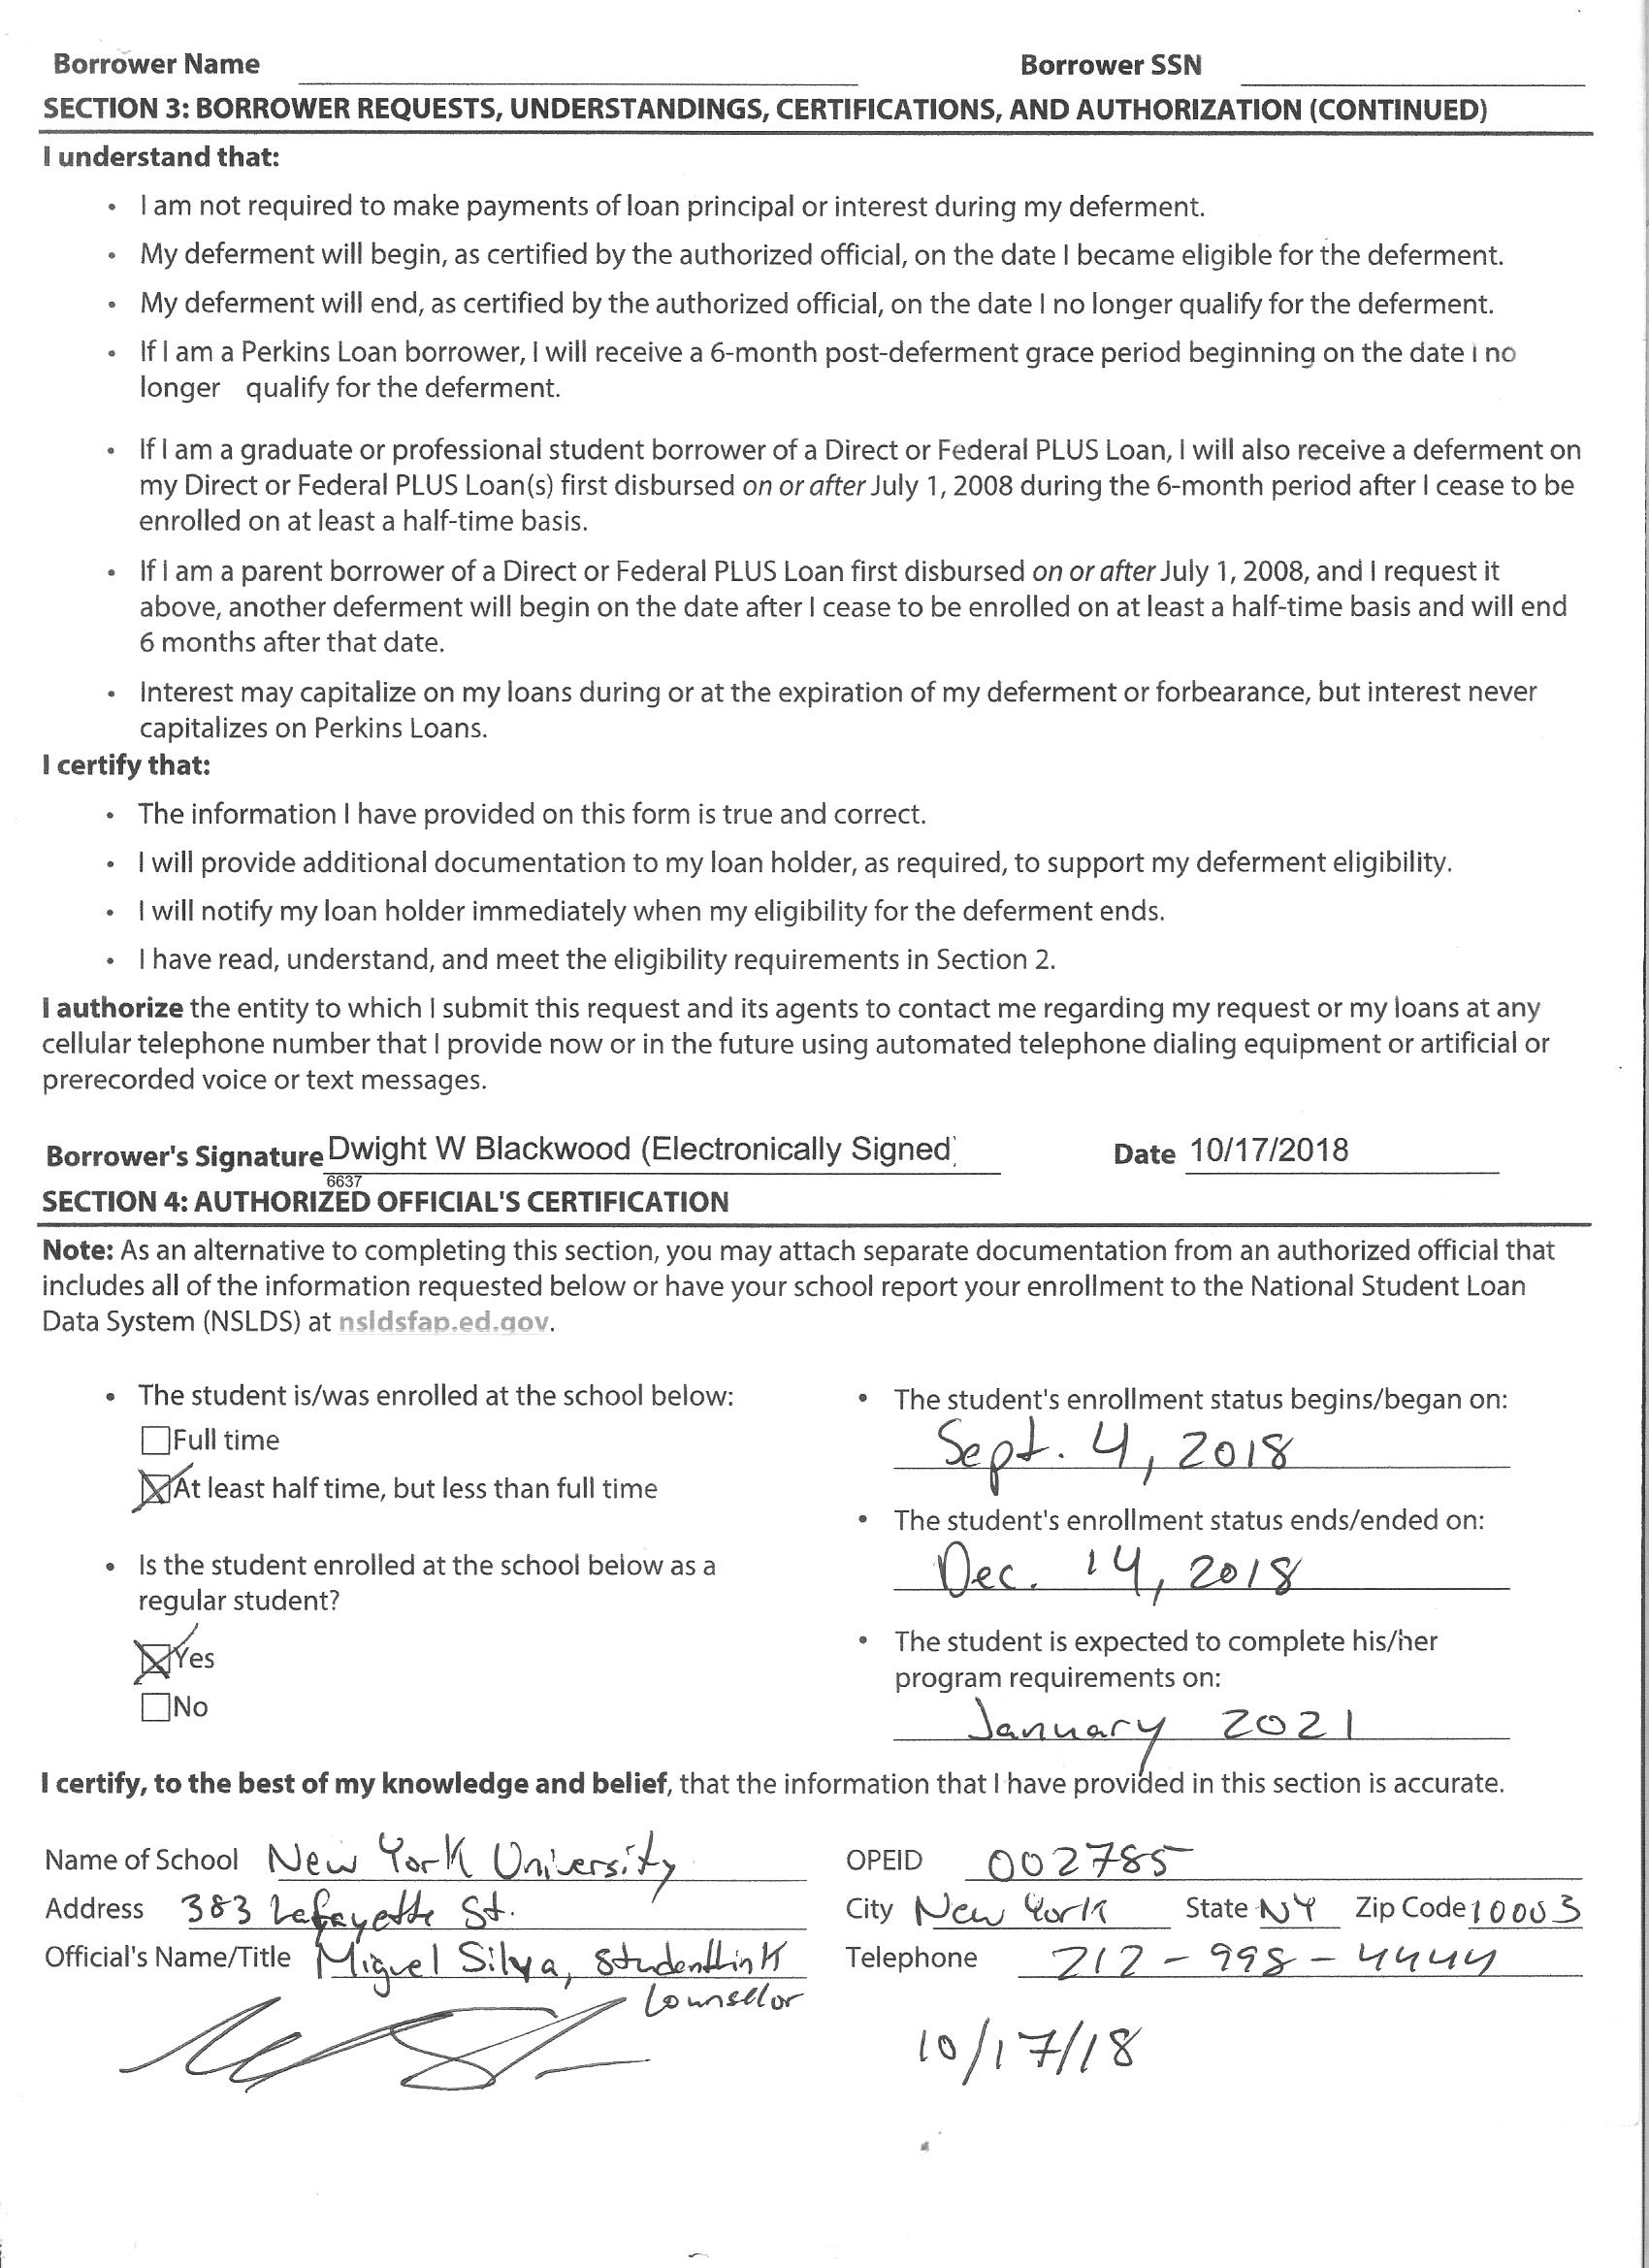 Borrower Name Borrower SSN
SECTION 3: BORROWER REQUESTS, UNDERSTANDINGS, CERTIFICATIONS, AND AUTHORIZATION (CONTINUED)
I understand that:
• I am not required to make payments of loan principal or interest during my deferment.
• My deferment will begin, as certified by the authorized official, on the date I became eligible for the deferment.
• My deferment will end, as certified by the authorized official, on the date I no longer qualify for the deferment.
• If I am a Perkins Loan borrower, I will receive a 6-month post-deferment grace period beginning on the date I no
longer qualify for the deferment.
• If I am a graduate or professional student borrower of a Direct or Federal PLUS Loan, I will also receive a deferment on
my Direct or Federal PLUS Loan(s) first disbursed on or after July 1, 2008 during the 6-month period after I cease to be
enrolled on at least a half-time basis.
• If I am a parent borrower of a Direct or Federal PLUS Loan first disbursed on or after July 1, 2008, and I request it
above, another deferment will begin on the date after I cease to be enrolled on at least a half-time basis and will end
6 months after that date.
• Interest may capitalize on my loans during or at the expiration of my deferment or forbearance, but interest never
capitalizes on Perkins Loans.
I certify that:
• The information I have provided on this form is true and correct.
• I will provide additional documentation to my loan holder, as required, to support my deferment eligibility.
• I will notify my loan holder immediately when my eligibility for the deferment ends.
• I have read, understand, and meet the eligibility requirements in Section 2.
I authorize the entity to which I submit this request and its agents to contact me regarding my request or my loans at any
cellular telephone number that I provide now or in the future using automated telephone dialing equipment or artificial or
prerecorded voice or text messages.
Borrower's Signature Dwight W Blackwood (Electronically Signed) Date 10/17/2018
6637
SECTION 4: AUTHORIZED OFFICIAL'S CERTIFICATION
Note: As an alternative to completing this section, you may attach separate documentation from an authorized official that
includes all of the information requested below or have your school report your enrollment to the National Student Loan
Data System (NSLDS) at nsldsfap.ed.gov.
• The student is/was enrolled at the school below:
Full time
At least half time, but less than full time
• Is the student enrolled at the school below as a
regular student?
Yes
No
• The student's enrollment status begins/began on:
Sept. 4, 2018
• The student's enrollment status ends/ended on:
Dec. 14, 2018
• The student is expected to complete his/her
program requirements on:
January 2021
I certify, to the best of my knowledge and belief, that the information that I have provided in this section is accurate.
Name of School New York University OPEID 002785
Address 383 Lafayette St. City New York State NY Zip Code 10003
Official's Name/Title Miguel Silva, StudentLink Telephone 212-998-4444
Counsellor
10/17/18